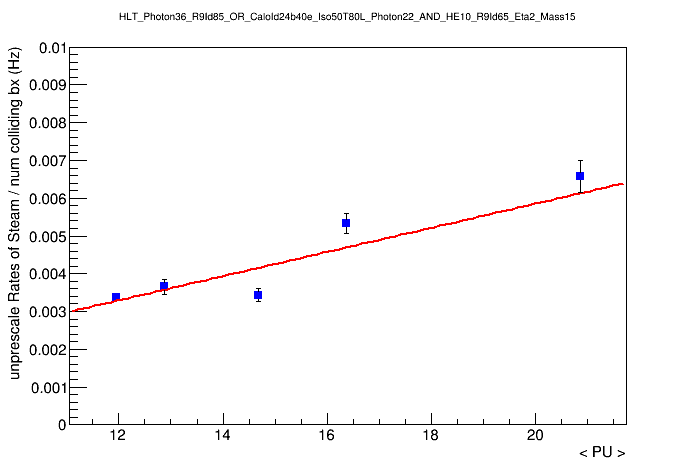 HLT_Photon36_R9Id85_OR_CaloId24b40e_Iso50T80L_Photon22_AND_HE10_R9Id65_Eta2_Mass15
unprescale Rates of Steam / num colliding bx (Hz)
0.01
0.009
0.008
0.007
0.006
0.005
0.004
0.003
0.002
0.001
0
12 14 16 18 20
< PU >